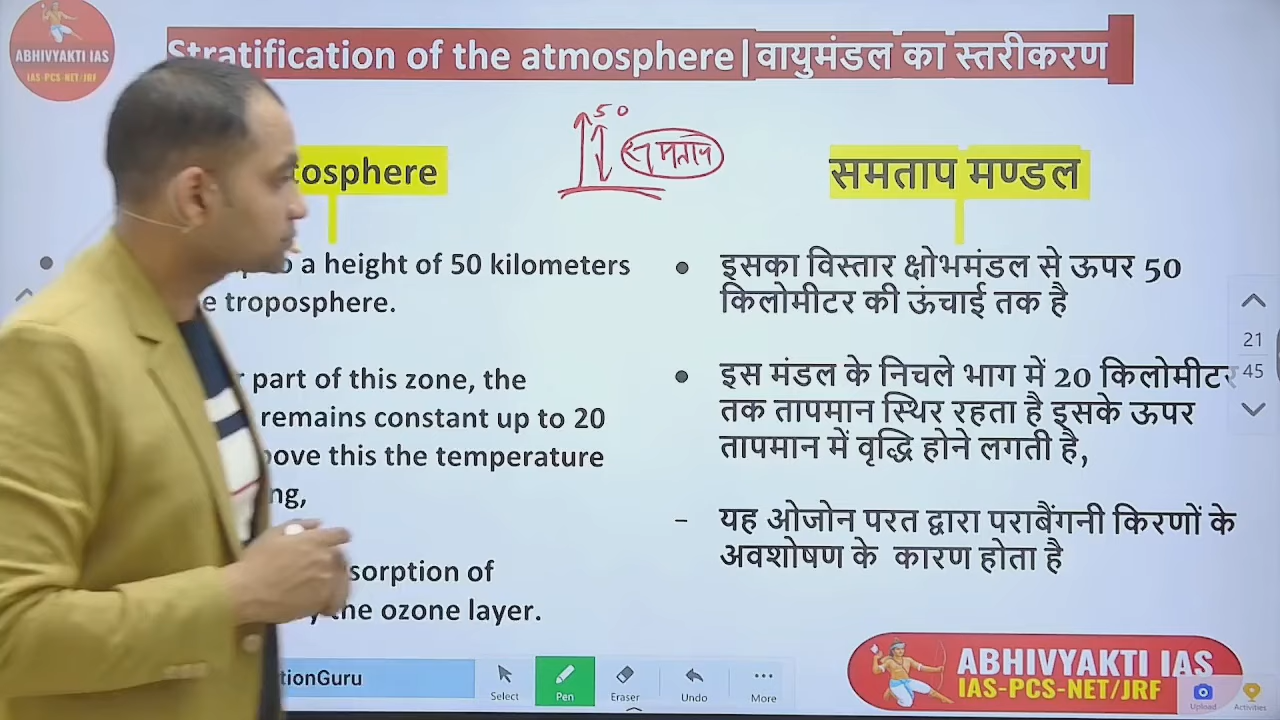 ABHIVYAKTI IAS
IAS-PCS-NET/JRF
Stratification of the atmosphere|वायुमंडल का स्तरीकरण
50
समताप
tosphere
समताप मण्डल
a height of 50 kilometers
e troposphere.
part of this zone, the
remains constant up to 20
ove this the temperature
ng,
sorption of
the ozone layer.
इसका विस्तार क्षोभमंडल से ऊपर 50
किलोमीटर की ऊंचाई तक है
इस मंडल के निचले भाग में 20 किलोमीटर
तक तापमान स्थिर रहता है इसके ऊपर
तापमान में वृद्धि होने लगती है,
– यह ओजोन परत द्वारा पराबैंगनी किरणों के
अवशोषण के कारण होता है
21
45
tionGuru
Select
Pen
Eraser
Undo
More
ABHIVYAKTI IAS
IAS-PCS-NET/JRF
Upload
Activities